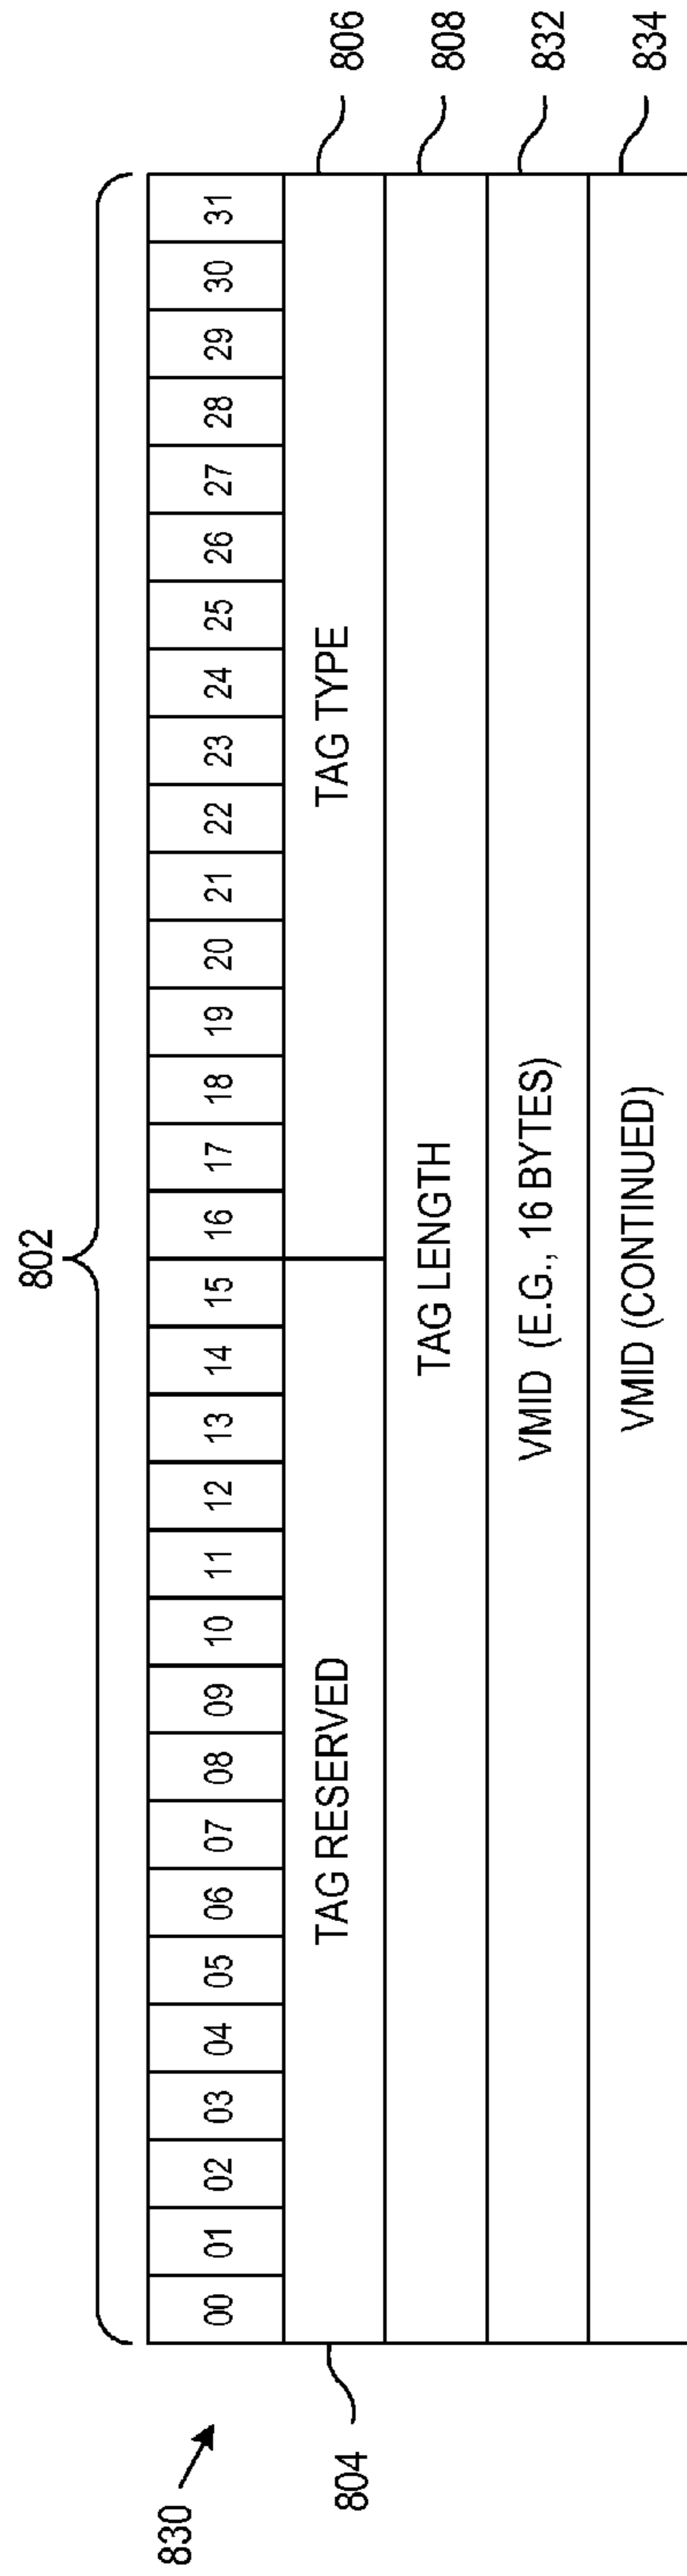 802
830
00 01 02 03 04 05 06 07 08 09 10 11 12 13 14 15 16 17 18 19 20 21 22 23 24 25 26 27 28 29 30 31
804 TAG RESERVED TAG TYPE 806
TAG LENGTH 808
VMID (E.G., 16 BYTES) 832
VMID (CONTINUED) 834